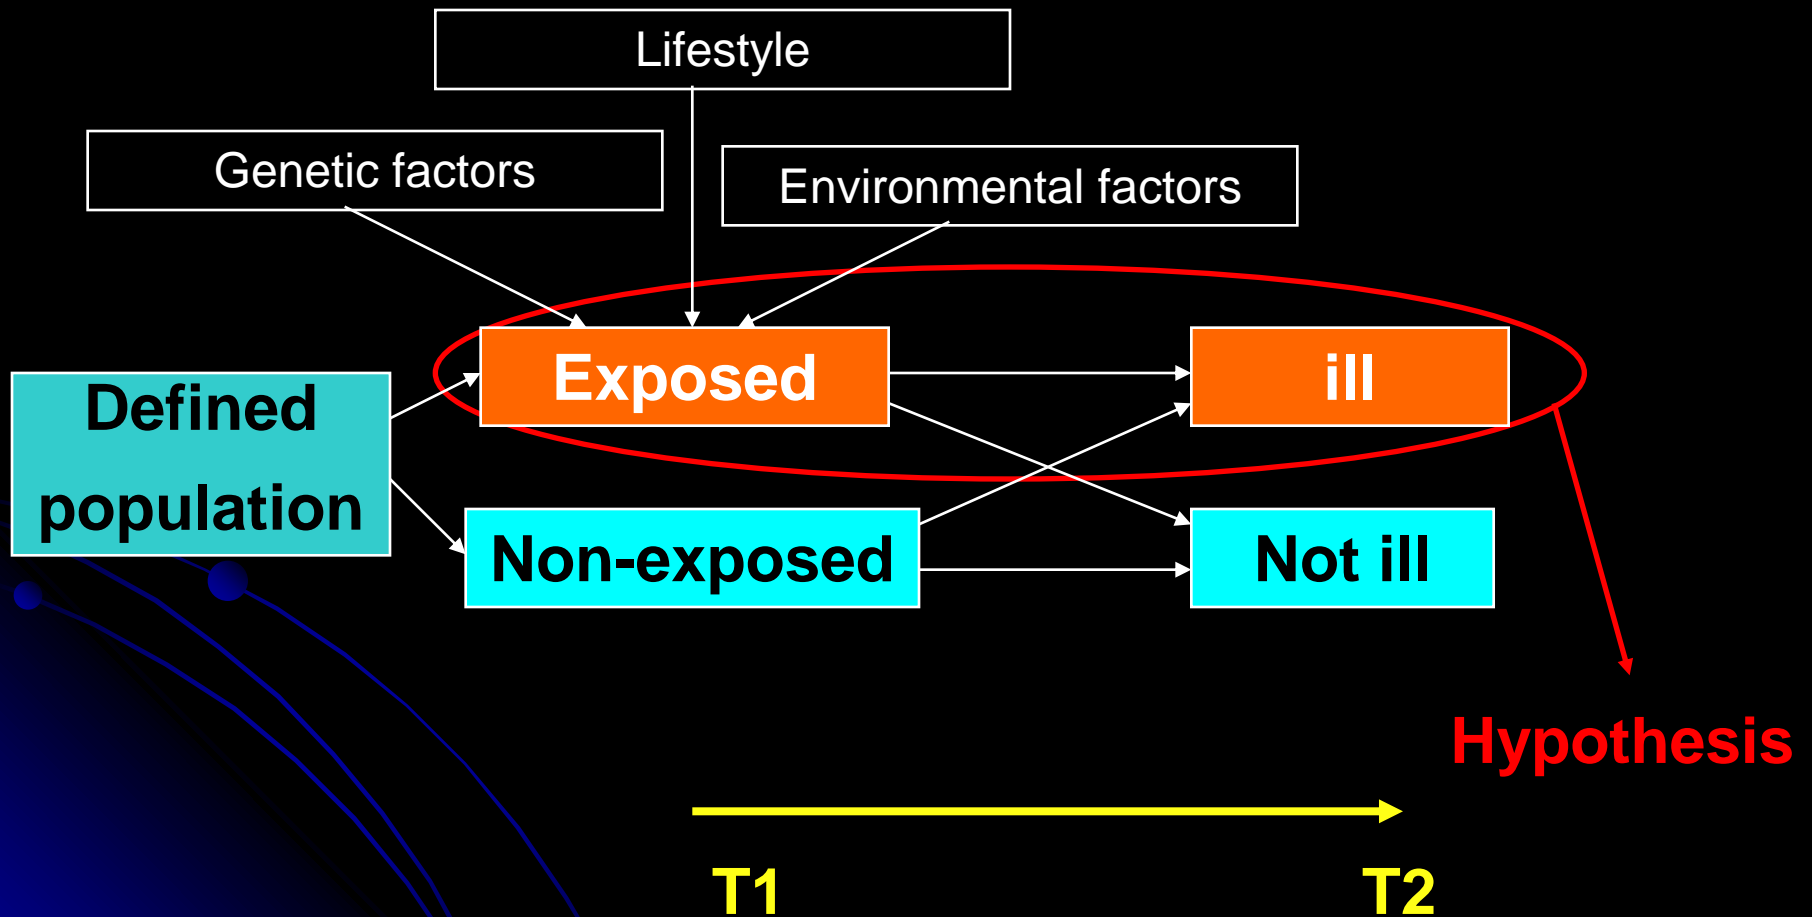 Lifestyle
Genetic factors
Environmental factors
Exposed
ill
Defined
population
Non-exposed
Not ill
Hypothesis
T1
T2